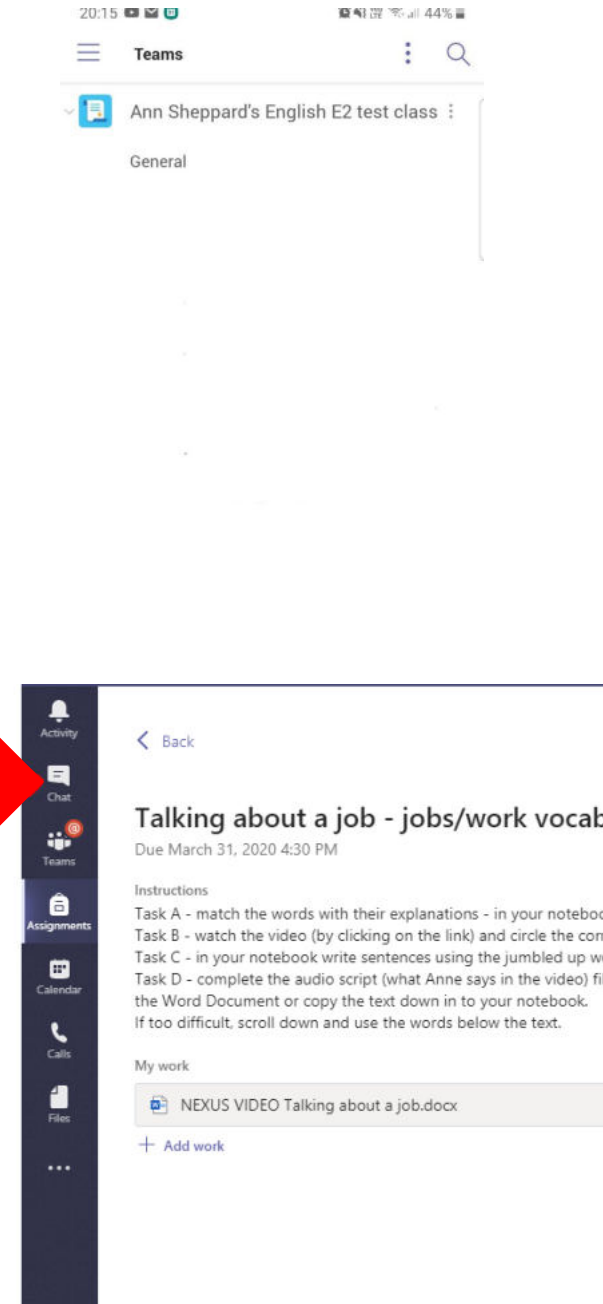 20:15 44%
Teams
Ann Sheppard's English E2 test class
General
Activity
Chat
@
Teams
Assignments
Calendar
Calls
Files
Back
Talking about a job - jobs/work vocab
Due March 31, 2020 4:30 PM
Instructions
Task A - match the words with their explanations - in your noteboo
Task B - watch the video (by clicking on the link) and circle the corr
Task C - in your notebook write sentences using the jumbled up w
Task D - complete the audio script (what Anne says in the video) fi
the Word Document or copy the text down in to your notebook.
If too difficult, scroll down and use the words below the text.
My work
NEXUS VIDEO Talking about a job.docx
+ Add work